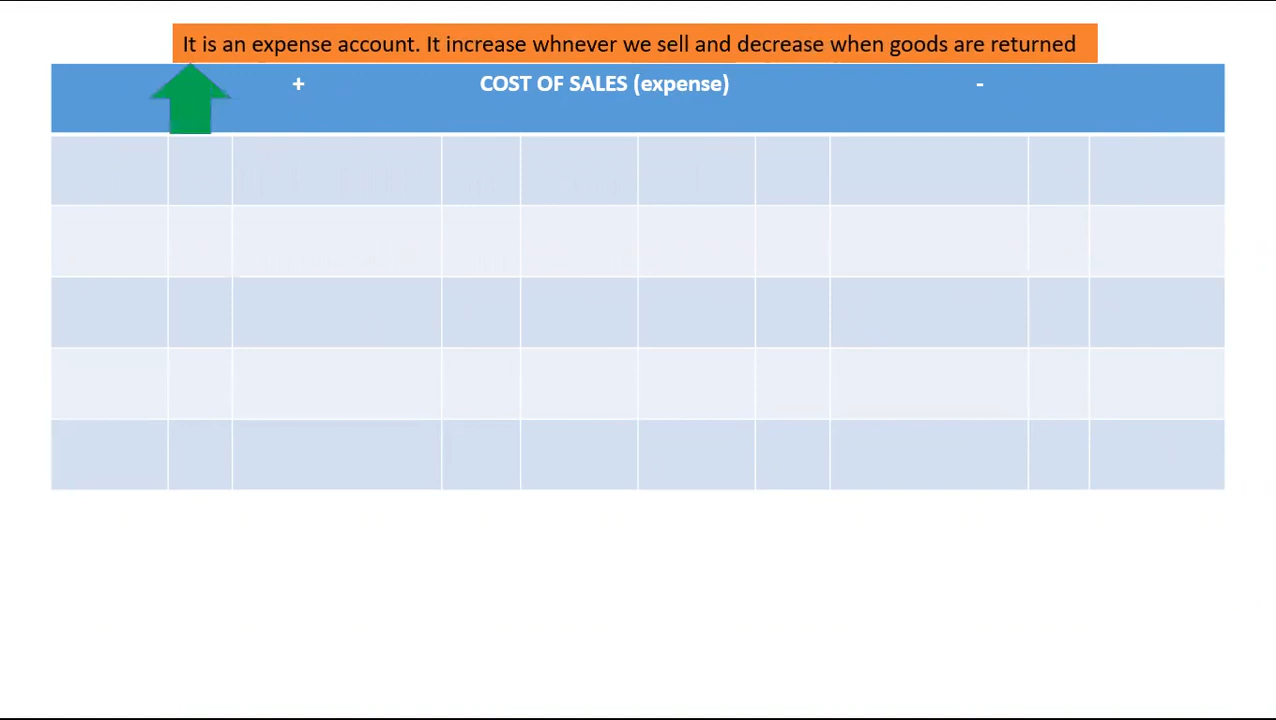 It is an expense account. It increase whnever we sell and decrease when goods are returned
+ COST OF SALES (expense) -